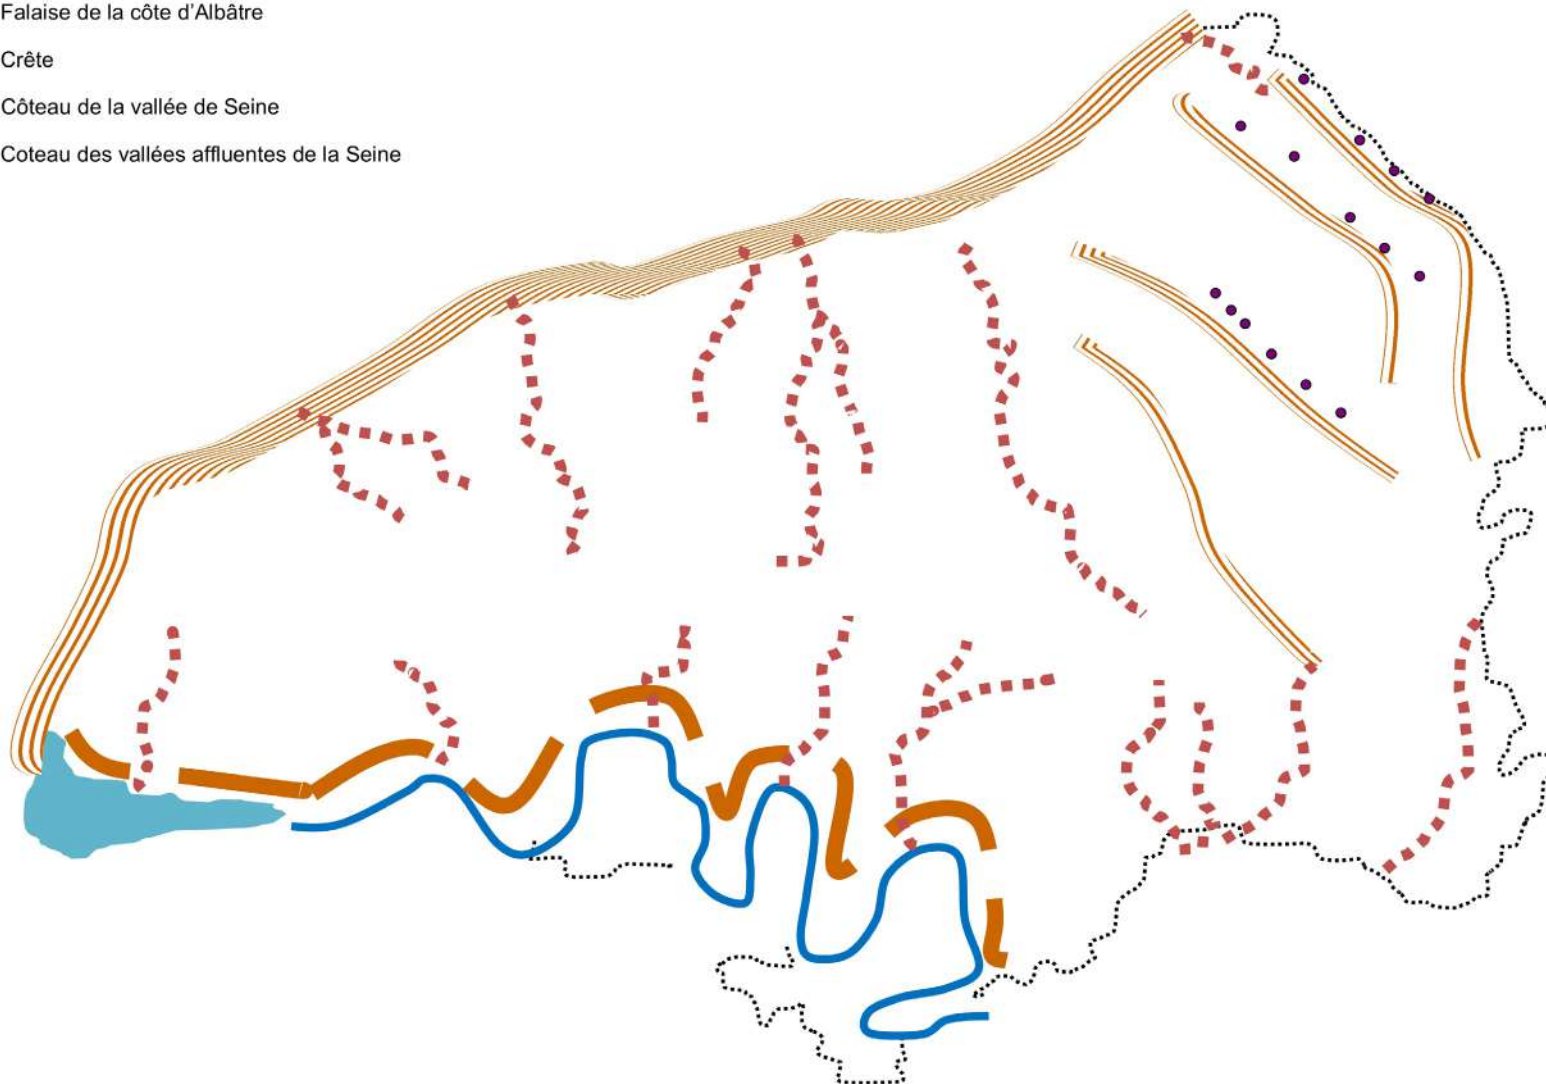 Falaise de la côte d’Albâtre
Crête
Côteau de la vallée de Seine
Coteau des vallées affluentes de la Seine